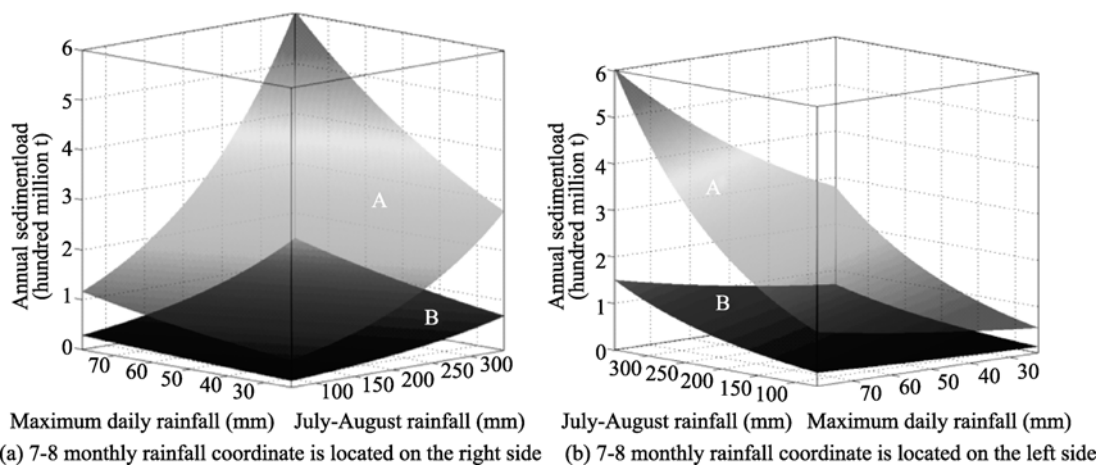 6
5
4
3
2
1
0
Annual sedimentload
(hundred million t)
A
B
70 60 50 40 30
100 150 200 250 300
Maximum daily rainfall (mm) July-August rainfall (mm)
(a) 7-8 monthly rainfall coordinate is located on the right side
6
5
4
3
2
1
0
Annual sedimentload
(hundred million t)
A
B
300 250 200 150 100
70 60 50 40 30
July-August rainfall (mm) Maximum daily rainfall (mm)
(b) 7-8 monthly rainfall coordinate is located on the left side